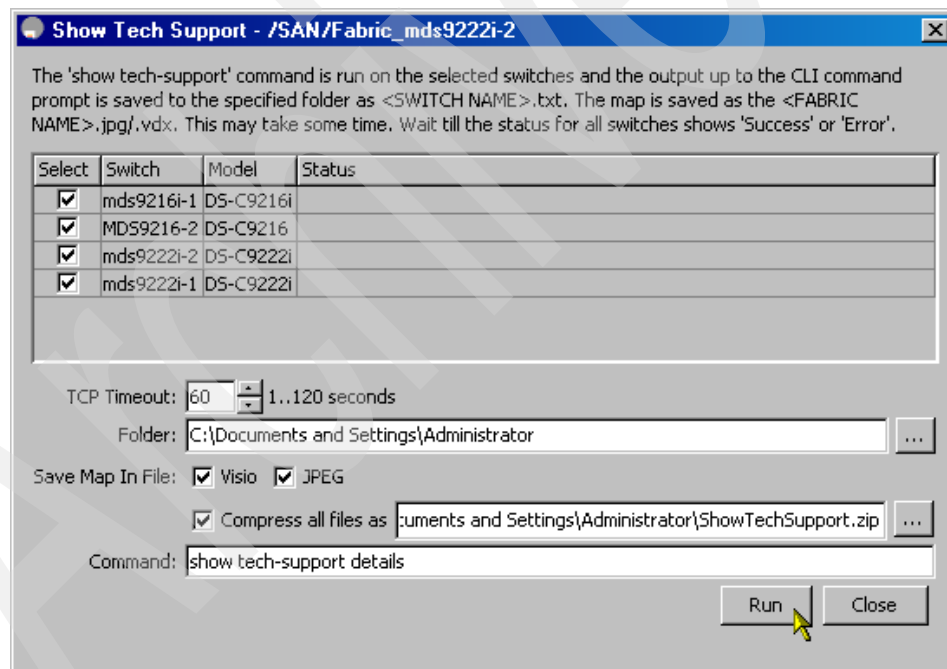 Show Tech Support - /SAN/Fabric_mds9222i-2
The 'show tech-support' command is run on the selected switches and the output up to the CLI command
prompt is saved to the specified folder as <SWITCH NAME>.txt. The map is saved as the <FABRIC
NAME>.jpg/.vdx. This may take some time. Wait till the status for all switches shows 'Success' or 'Error'.
Select Switch Model Status
mds9216i-1 DS-C9216i
MDS9216-2 DS-C9216
mds9222i-2 DS-C9222i
mds9222i-1 DS-C9222i
TCP Timeout: 60 1..120 seconds
Folder: C:\Documents and Settings\Administrator ...
Save Map In File: Visio JPEG
Compress all files as :uments and Settings\Administrator\ShowTechSupport.zip ...
Command: show tech-support details
Run Close